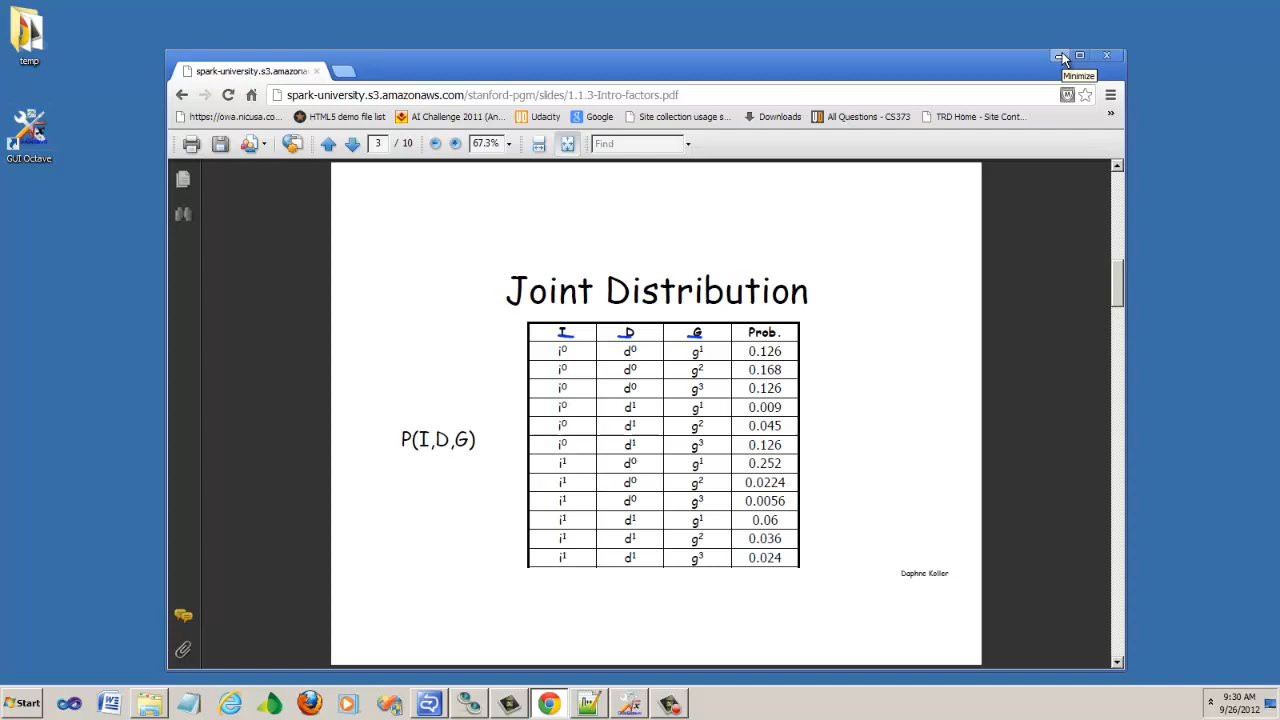 temp
GUI Octave
spark-university.s3.amazona
Minimize
spark-university.s3.amazonaws.com/stanford-pgm/slides/1.1.3-Intro-factors.pdf
https://owa.nicusa.co... HTML5 demo file list AI Challenge 2011 (An... Udacity Google Site collection usage s... Downloads All Questions - CS373 TRD Home - Site Cont... »
3 / 10 67.3% Find
Joint Distribution
I D G Prob.
i⁰ d⁰ g¹ 0.126
i⁰ d⁰ g² 0.168
i⁰ d⁰ g³ 0.126
i⁰ d¹ g¹ 0.009
i⁰ d¹ g² 0.045
i⁰ d¹ g³ 0.126
i¹ d⁰ g¹ 0.252
i¹ d⁰ g² 0.0224
i¹ d⁰ g³ 0.0056
i¹ d¹ g¹ 0.06
i¹ d¹ g² 0.036
i¹ d¹ g³ 0.024
P(I,D,G)
Daphne Koller
Start
9:30 AM
9/26/2012